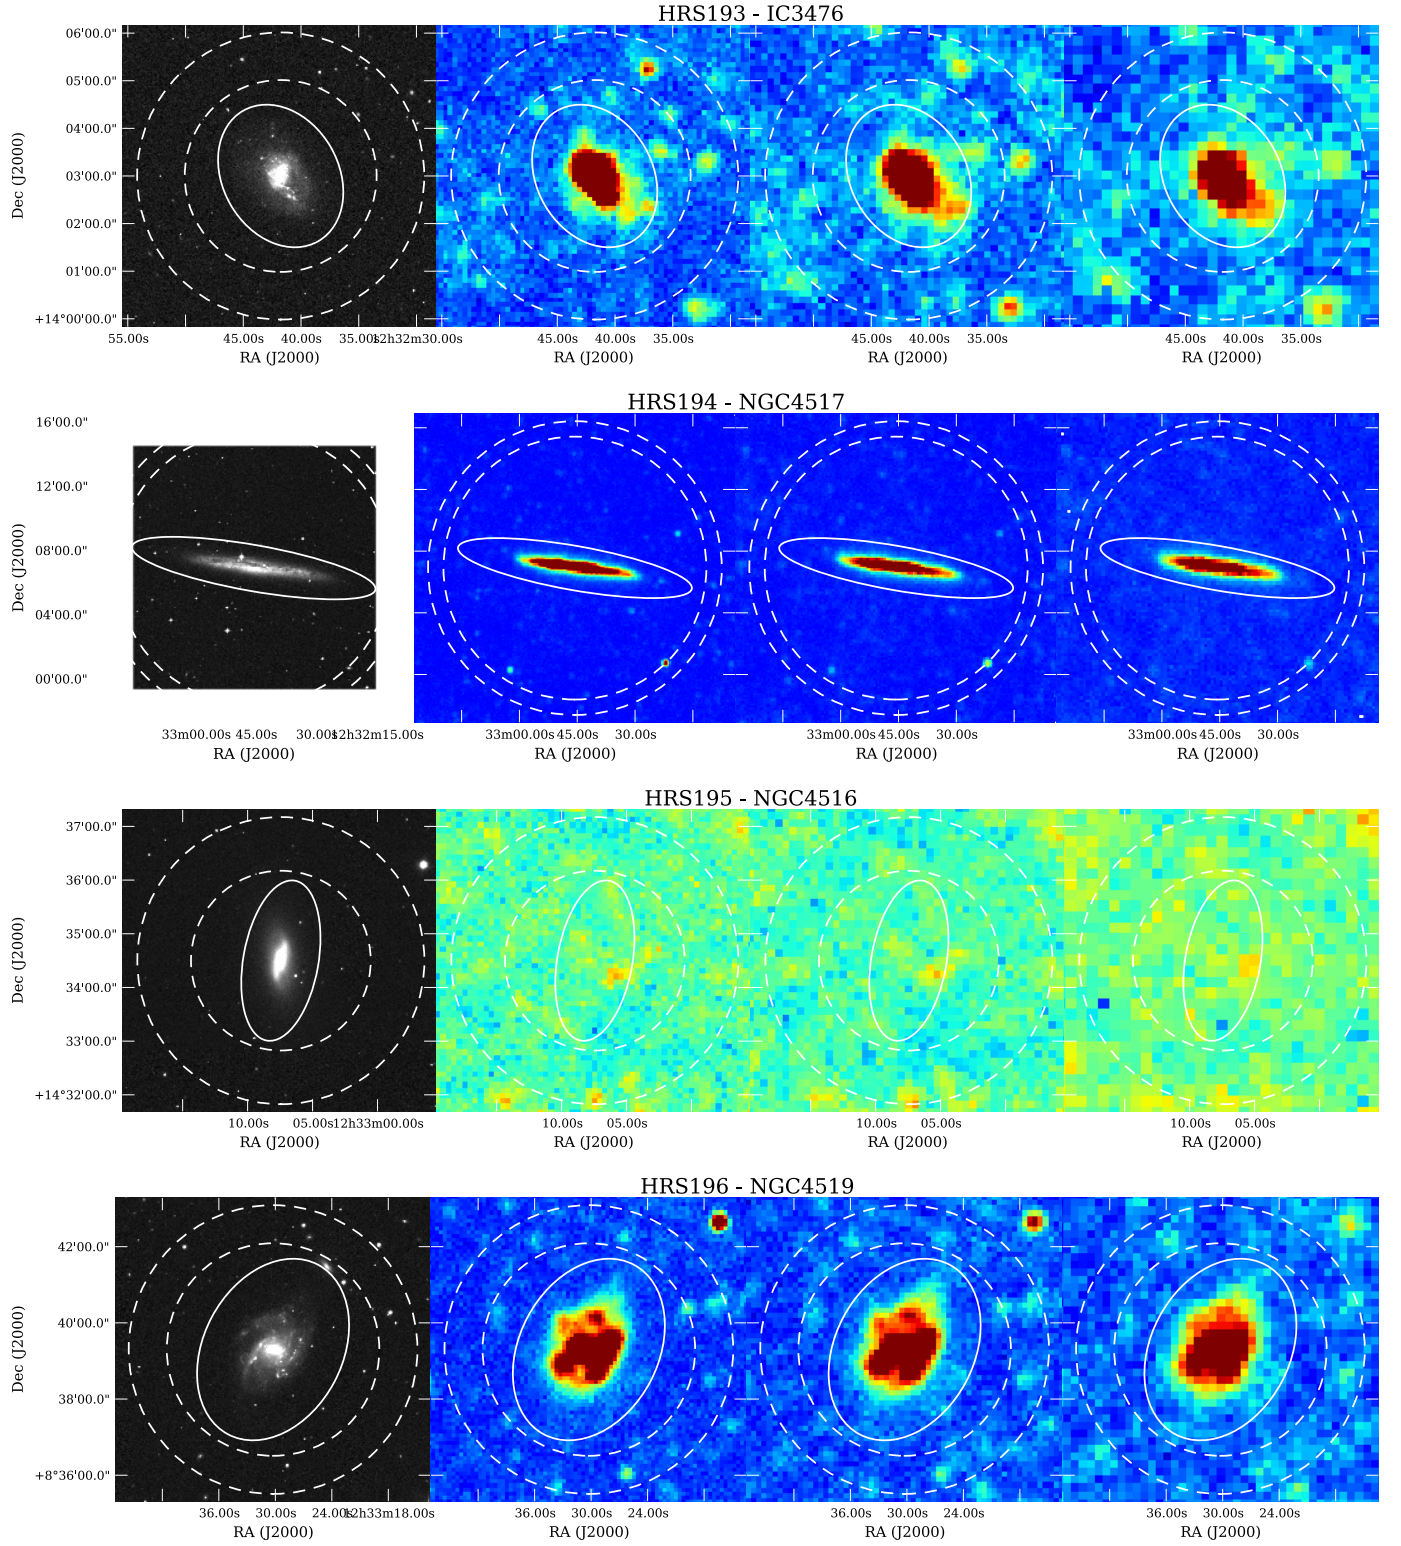 HRS193 - IC3476
06'00.0"
05'00.0"
04'00.0"
03'00.0"
02'00.0"
01'00.0"
+14°00'00.0"
Dec (J2000)
55.00s 45.00s 40.00s 35.00s 12h32m30.00s 45.00s 40.00s 35.00s 45.00s 40.00s 35.00s 45.00s 40.00s 35.00s
RA (J2000) RA (J2000) RA (J2000) RA (J2000)
HRS194 - NGC4517
16'00.0"
12'00.0"
08'00.0"
04'00.0"
00'00.0"
Dec (J2000)
33m00.00s 45.00s 30.00s 12h32m15.00s 33m00.00s 45.00s 30.00s 33m00.00s 45.00s 30.00s 33m00.00s 45.00s 30.00s
RA (J2000) RA (J2000) RA (J2000) RA (J2000)
HRS195 - NGC4516
37'00.0"
36'00.0"
35'00.0"
34'00.0"
33'00.0"
+14°32'00.0"
Dec (J2000)
10.00s 05.00s 12h33m00.00s 10.00s 05.00s 10.00s 05.00s 10.00s 05.00s
RA (J2000) RA (J2000) RA (J2000) RA (J2000)
HRS196 - NGC4519
42'00.0"
40'00.0"
38'00.0"
+8°36'00.0"
Dec (J2000)
36.00s 30.00s 24.00s 12h33m18.00s 36.00s 30.00s 24.00s 36.00s 30.00s 24.00s 36.00s 30.00s 24.00s
RA (J2000) RA (J2000) RA (J2000) RA (J2000)